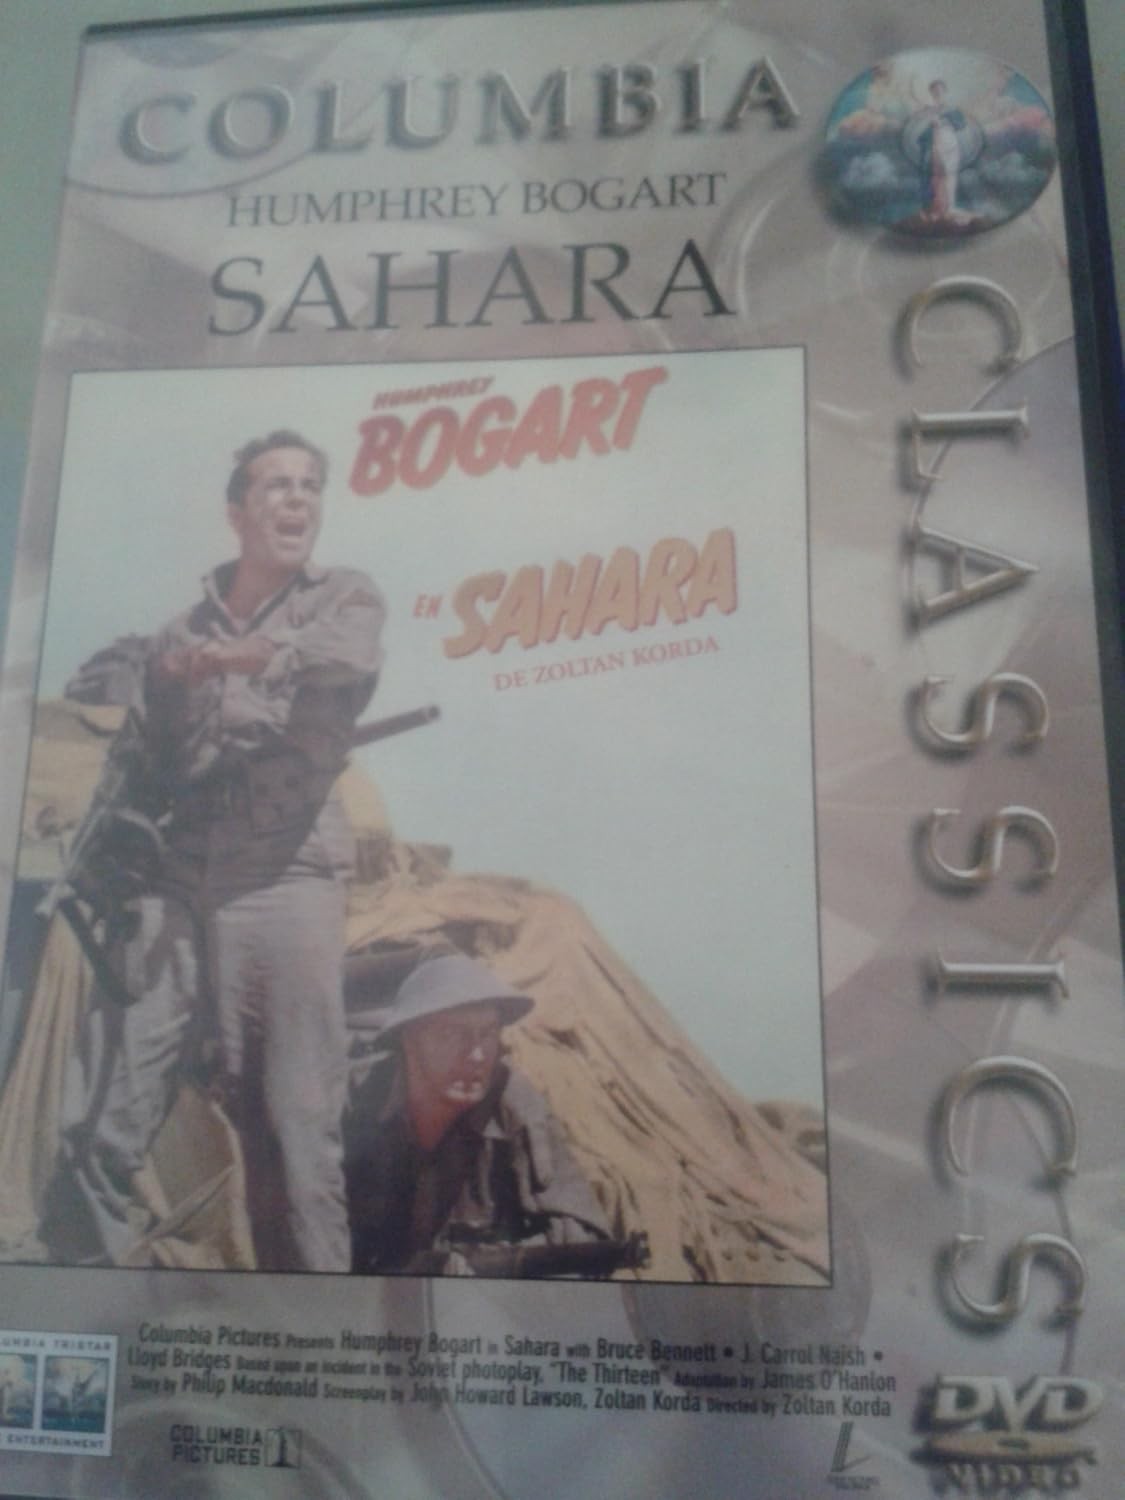 COLUMBIA
HUMPHREY BOGART
SAHARA
CLASSICS
HUMPHREY
BOGART
EN SAHARA
DE ZOLTAN KORDA
Columbia Pictures Presents Humphrey Bogart in Sahara with Bruce Bennett • J. Carrol Naish •
Lloyd Bridges Based upon an incident in the Soviet photoplay, "The Thirteen" Adaptation by James O'Hanlon
Story by Philip Macdonald Screenplay by John Howard Lawson, Zoltan Korda Directed by Zoltan Korda
TRISTAR
ENTERTAINMENT
COLUMBIA
PICTURES
DVD
VIDEO